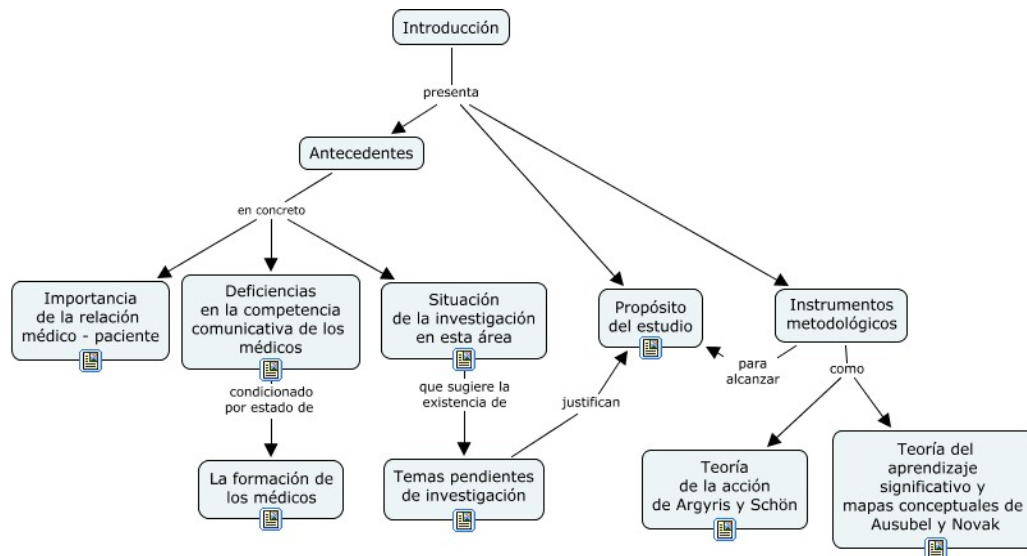 Introducción
presenta
Antecedentes
en concreto
Importancia
de la relación
médico - paciente
Deficiencias
en la competencia
comunicativa de los
médicos
Situación
de la investigación
en esta área
Propósito
del estudio
Instrumentos
metodológicos
condicionado
por estado de
que sugiere la
existencia de
justifican
para
alcanzar
como
La formación de
los médicos
Temas pendientes
de investigación
Teoría
de la acción
de Argyris y Schön
Teoría del
aprendizaje
significativo y
mapas conceptuales de
Ausubel y Novak